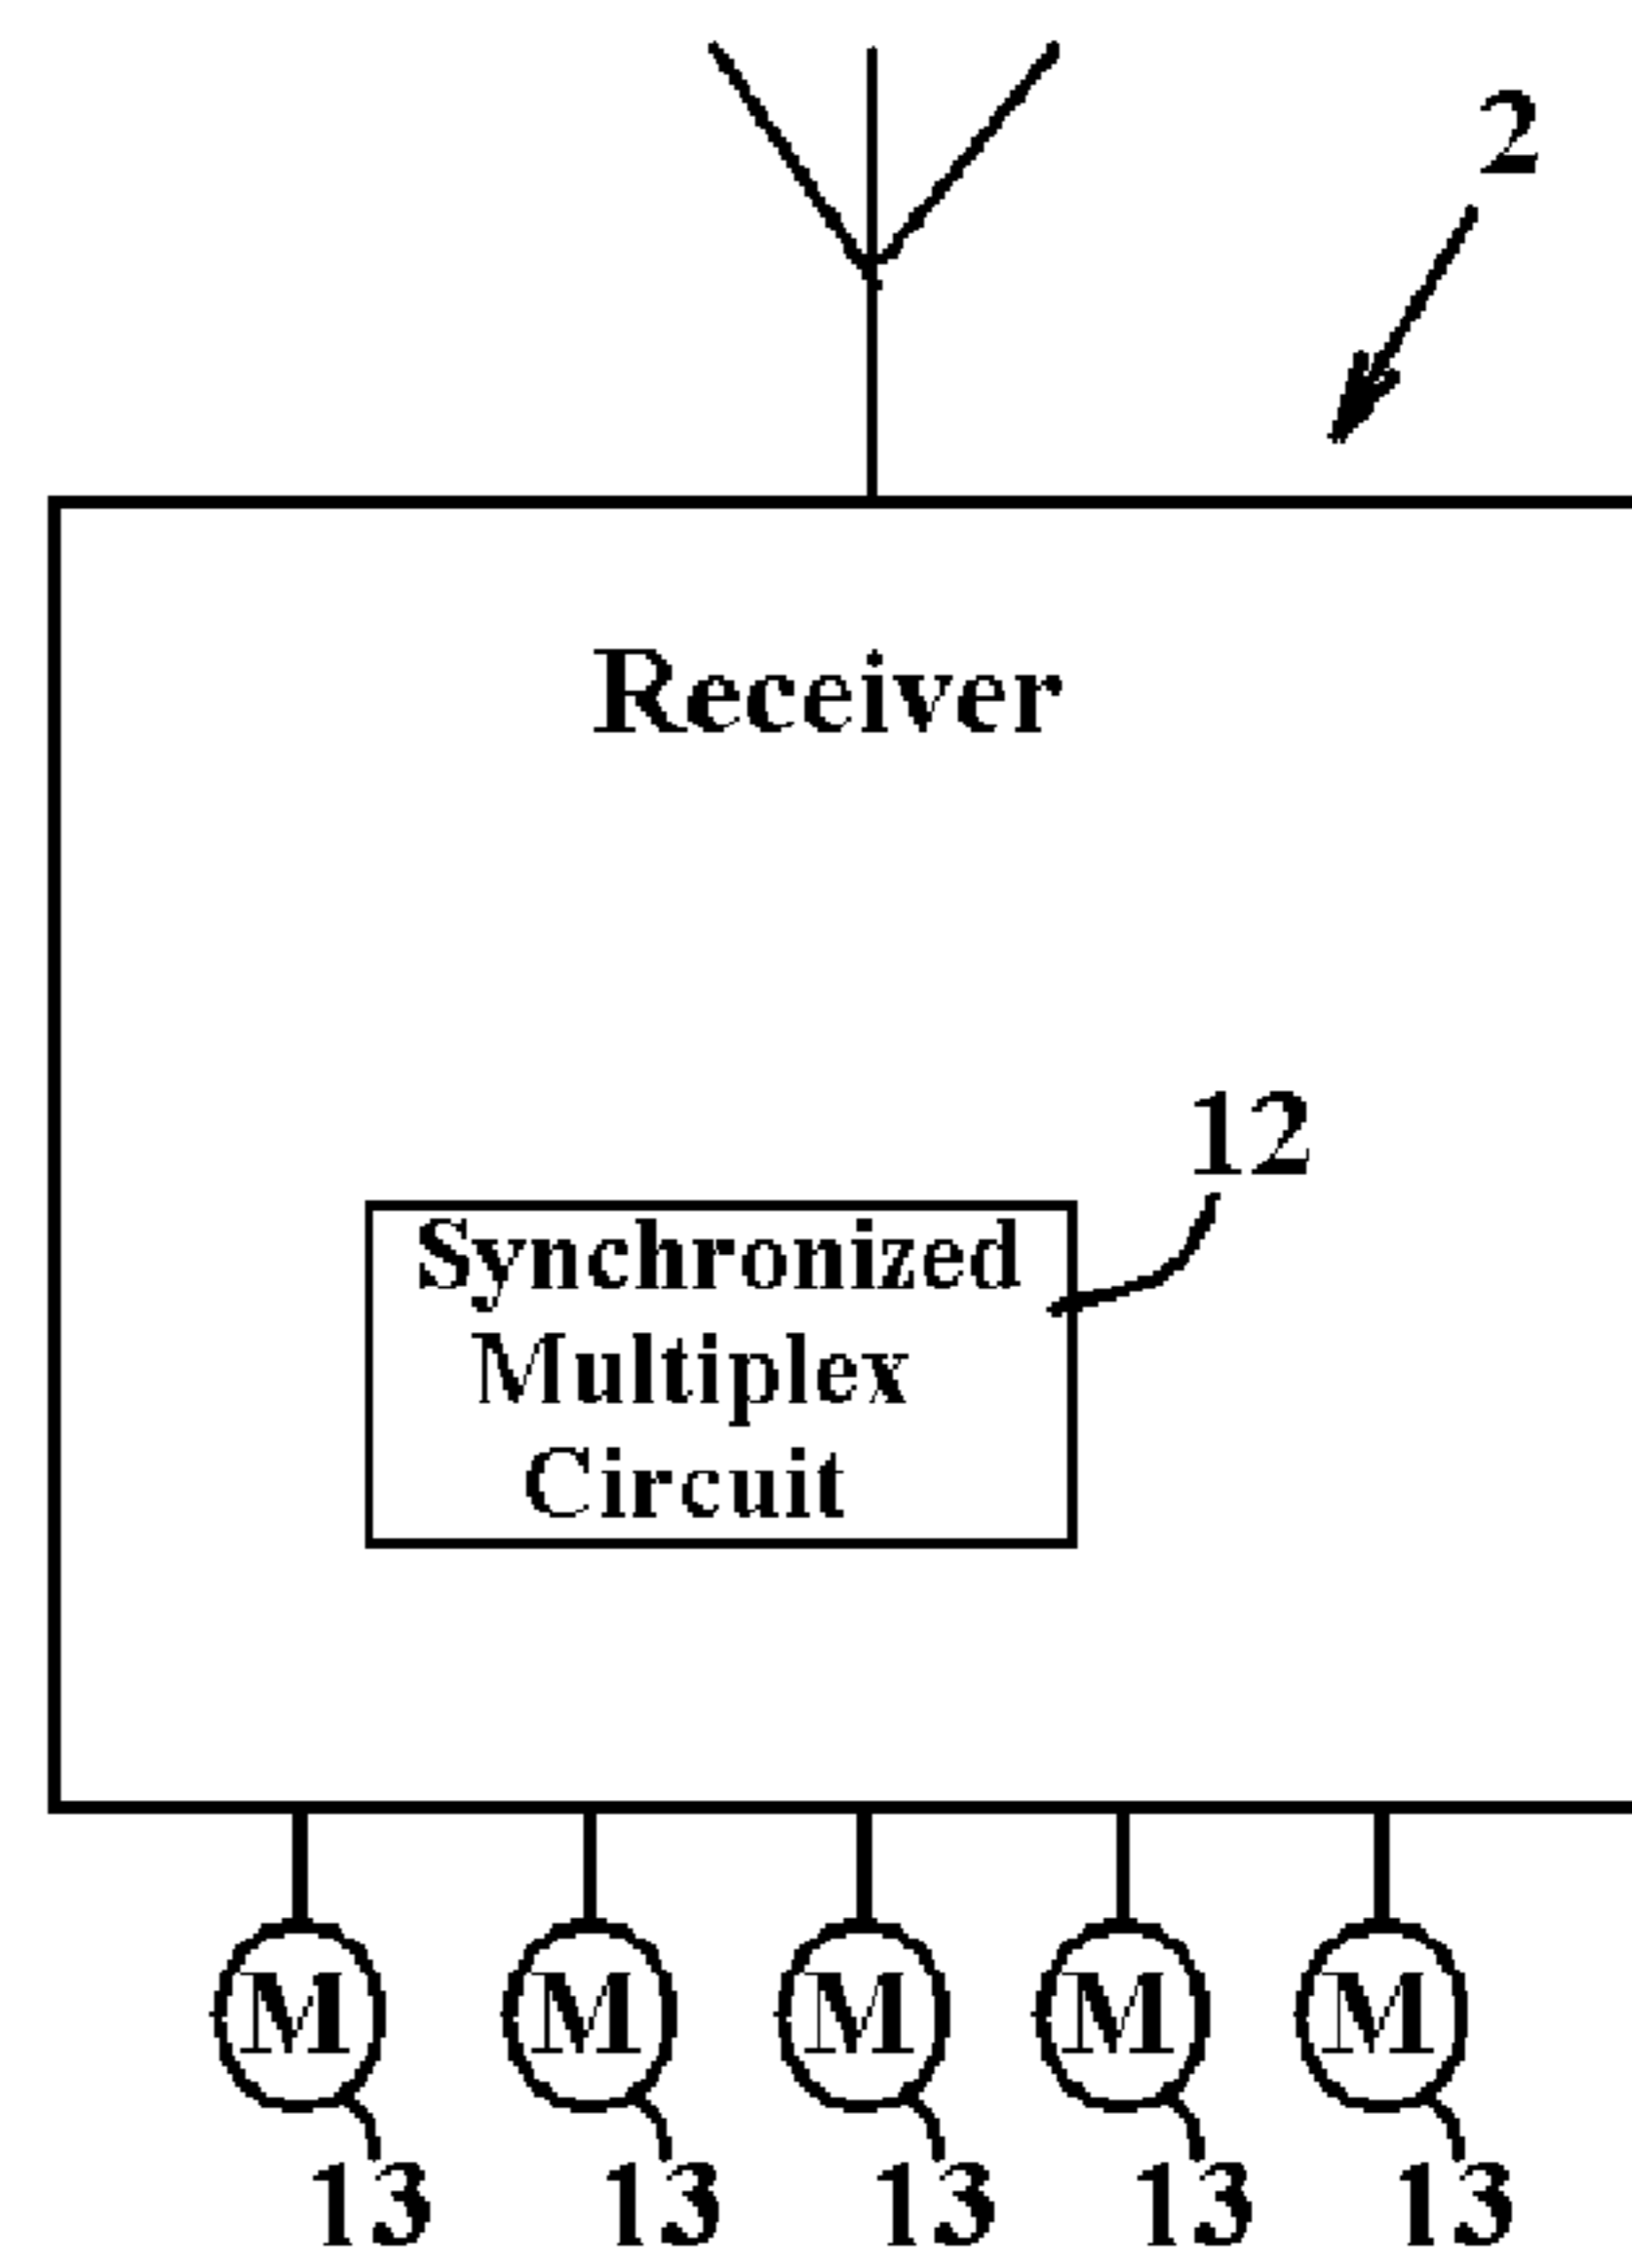 2
Receiver
12
Synchronized
Multiplex
Circuit
M M M M M
13 13 13 13 13